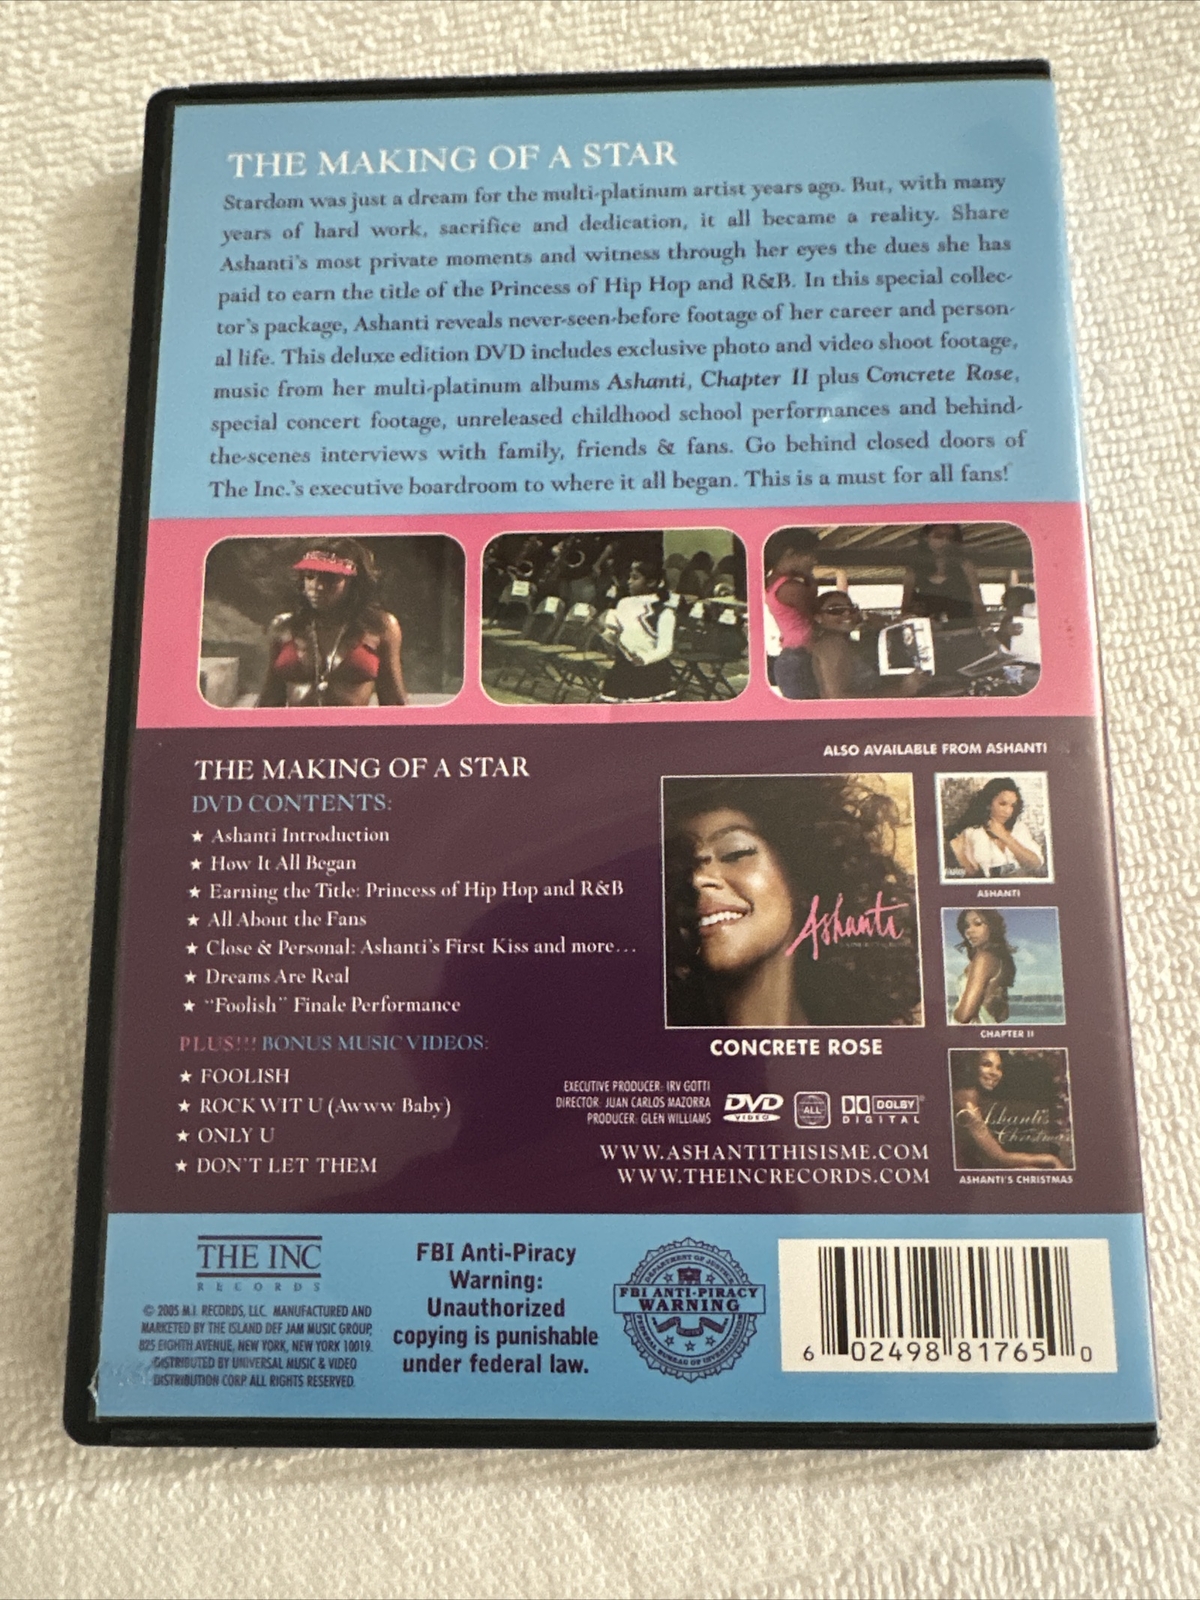 THE MAKING OF A STAR
Stardom was just a dream for the multi-platinum artist years ago. But, with many
years of hard work, sacrifice and dedication, it all became a reality. Share
Ashanti's most private moments and witness through her eyes the dues she has
paid to earn the title of the Princess of Hip Hop and R&B. In this special collec-
tor's package, Ashanti reveals never-seen-before footage of her career and person-
al life. This deluxe edition DVD includes exclusive photo and video shoot footage,
music from her multi-platinum albums Ashanti, Chapter II plus Concrete Rose,
special concert footage, unreleased childhood school performances and behind-
the-scenes interviews with family, friends & fans. Go behind closed doors of
The Inc.'s executive boardroom to where it all began. This is a must for all fans!
THE MAKING OF A STAR
DVD CONTENTS:
★ Ashanti Introduction
★ How It All Began
★ Earning the Title: Princess of Hip Hop and R&B
★ All About the Fans
★ Close & Personal: Ashanti's First Kiss and more...
★ Dreams Are Real
★ "Foolish" Finale Performance
PLUS!!! BONUS MUSIC VIDEOS:
★ FOOLISH
★ ROCK WIT U (Awww Baby)
★ ONLY U
★ DON'T LET THEM
ALSO AVAILABLE FROM ASHANTI
Ashanti
CONCRETE ROSE
ASHANTI
CHAPTER II
Ashanti's
Christmas
ASHANTI'S CHRISTMAS
EXECUTIVE PRODUCER: IRV GOTTI
DIRECTOR: JUAN CARLOS MAZORRA
PRODUCER: GLEN WILLIAMS
DVD
VIDEO
ALL
DOLBY
DIGITAL
WWW.ASHANTITHISISME.COM
WWW.THEINCRECORDS.COM
THE INC
RECORDS
© 2005 M.I. RECORDS, LLC. MANUFACTURED AND
MARKETED BY THE ISLAND DEF JAM MUSIC GROUP,
825 EIGHTH AVENUE, NEW YORK, NEW YORK 10019.
DISTRIBUTED BY UNIVERSAL MUSIC & VIDEO
DISTRIBUTION CORP. ALL RIGHTS RESERVED.
FBI Anti-Piracy
Warning:
Unauthorized
copying is punishable
under federal law.
DEPARTMENT OF JUSTICE
FBI ANTI-PIRACY
WARNING
FEDERAL BUREAU OF INVESTIGATION
6 02498 81765 0